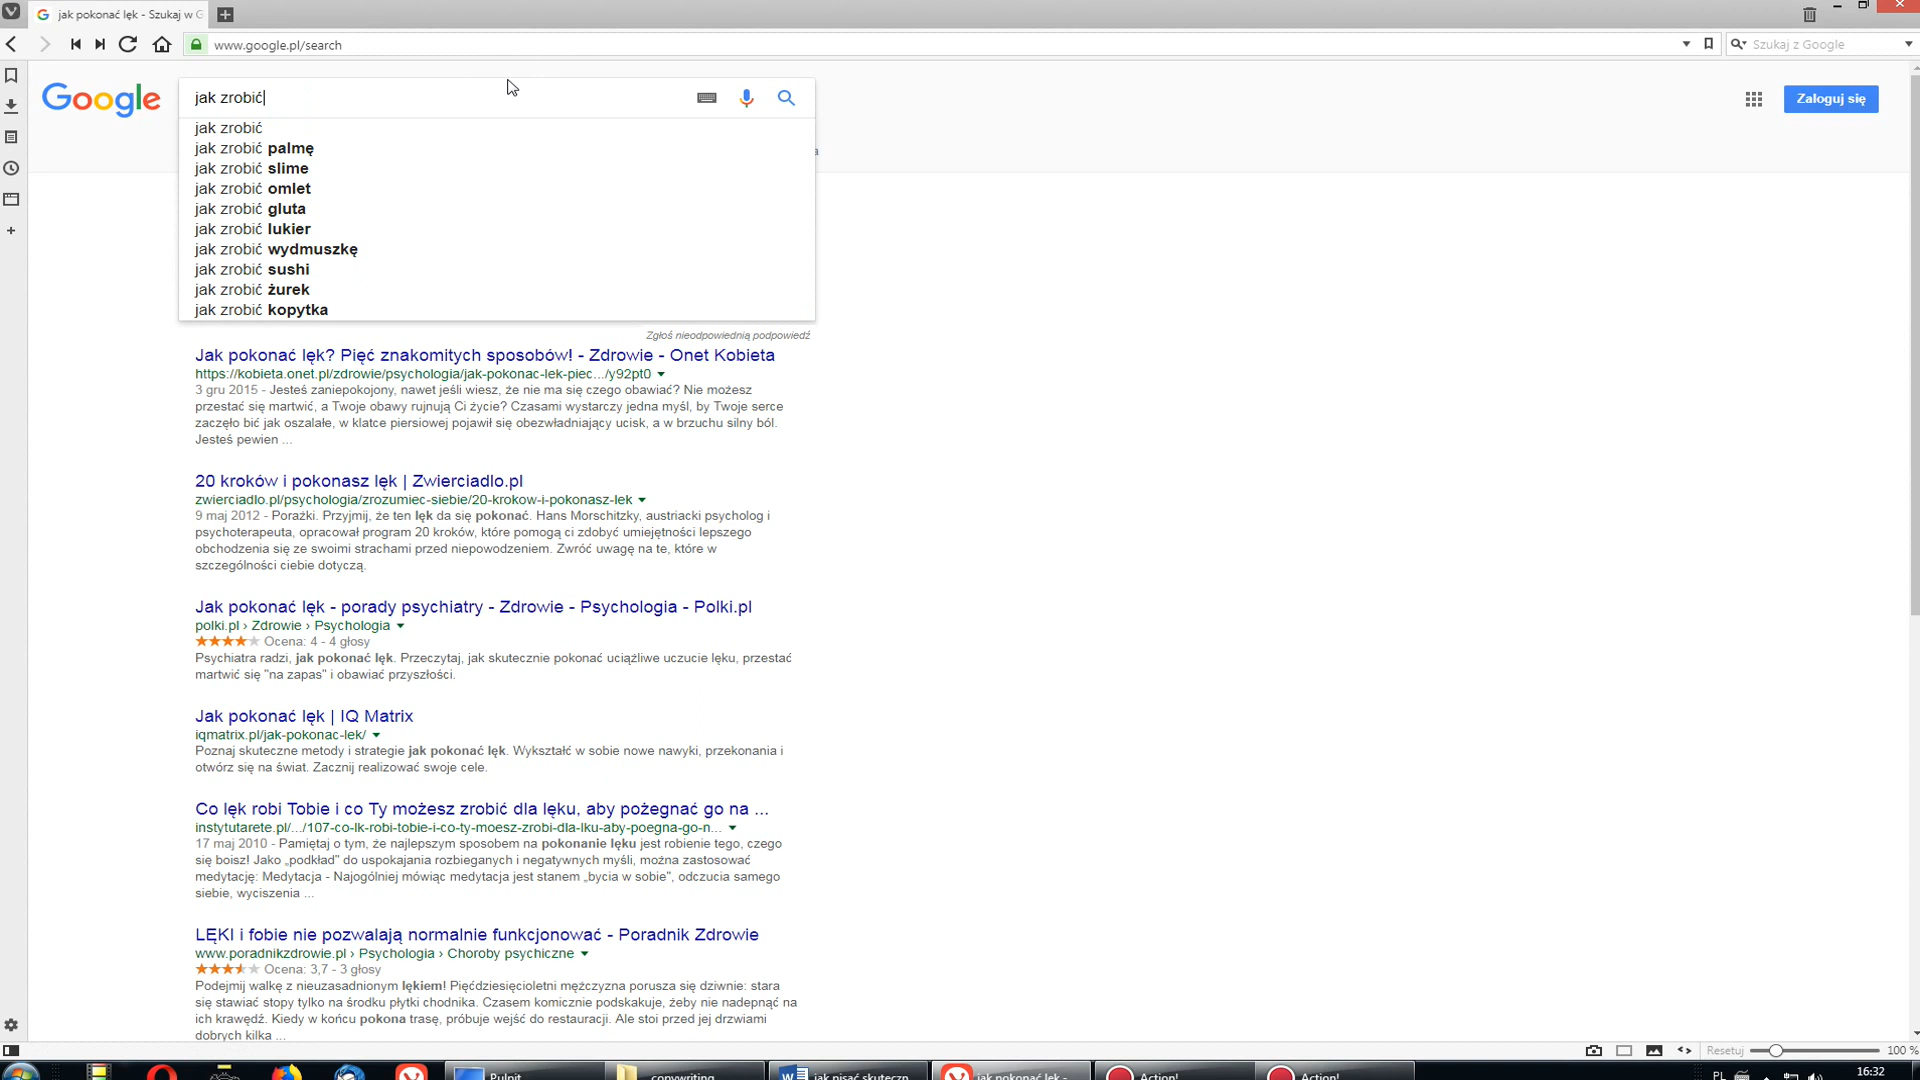 jak pokonać lęk - Szukaj w G
www.google.pl/search
Szukaj z Google
Google
jak zrobić
Zaloguj się
jak zrobić
jak zrobić palmę
jak zrobić slime
jak zrobić omlet
jak zrobić gluta
jak zrobić lukier
jak zrobić wydmuszkę
jak zrobić sushi
jak zrobić żurek
jak zrobić kopytka
Zgłoś nieodpowiednią podpowiedź
Jak pokonać lęk? Pięć znakomitych sposobów! - Zdrowie - Onet Kobieta
https://kobieta.onet.pl/zdrowie/psychologia/jak-pokonac-lek-piec.../y92pt0
3 gru 2015 - Jesteś zaniepokojony, nawet jeśli wiesz, że nie ma się czego obawiać? Nie możesz
przestać się martwić, a Twoje obawy rujnują Ci życie? Czasami wystarczy jedna myśl, by Twoje serce
zaczęło bić jak oszalałe, w klatce piersiowej pojawił się obezwładniający ucisk, a w brzuchu silny ból.
Jesteś pewien ...
20 kroków i pokonasz lęk | Zwierciadlo.pl
zwierciadlo.pl/psychologia/zrozumiec-siebie/20-krokow-i-pokonasz-lek
9 maj 2012 - Porażki. Przyjmij, że ten lęk da się pokonać. Hans Morschitzky, austriacki psycholog i
psychoterapeuta, opracował program 20 kroków, które pomogą ci zdobyć umiejętności lepszego
obchodzenia się ze swoimi strachami przed niepowodzeniem. Zwróć uwagę na te, które w
szczególności ciebie dotyczą.
Jak pokonać lęk - porady psychiatry - Zdrowie - Psychologia - Polki.pl
polki.pl › Zdrowie › Psychologia
Ocena: 4 - 4 głosy
Psychiatra radzi, jak pokonać lęk. Przeczytaj, jak skutecznie pokonać uciążliwe uczucie lęku, przestać
martwić się "na zapas" i obawiać przyszłości.
Jak pokonać lęk | IQ Matrix
iqmatrix.pl/jak-pokonac-lek/
Poznaj skuteczne metody i strategie jak pokonać lęk. Wykształć w sobie nowe nawyki, przekonania i
otwórz się na świat. Zacznij realizować swoje cele.
Co lęk robi Tobie i co Ty możesz zrobić dla lęku, aby pożegnać go na ...
instytutarete.pl/.../107-co-lk-robi-tobie-i-co-ty-moesz-zrobi-dla-lku-aby-poegna-go-n...
17 maj 2010 - Pamiętaj o tym, że najlepszym sposobem na pokonanie lęku jest robienie tego, czego
się boisz! Jako „podkład” do uspokajania rozbieganych i negatywnych myśli, można zastosować
medytację: Medytacja - Najogólniej mówiąc medytacja jest stanem „bycia w sobie”, odczucia samego
siebie, wyciszenia ...
LĘKI i fobie nie pozwalają normalnie funkcjonować - Poradnik Zdrowie
www.poradnikzdrowie.pl › Psychologia › Choroby psychiczne
Ocena: 3,7 - 3 głosy
Podejmij walkę z nieuzasadnionym lękiem! Pięćdziesięcioletni mężczyzna porusza się dziwnie: stara
się stawiać stopy tylko na środku płytki chodnika. Czasem komicznie podskakuje, żeby nie nadepnąć na
ich krawędź. Kiedy w końcu pokona trasę, próbuje wejść do restauracji. Ale stoi przed jej drzwiami
dobrych kilka ...
Resetuj 100 %
Pulpit copywriting jak pisać skuteczn... jak pokonać lęk - ... Action! Action! PL 16:32